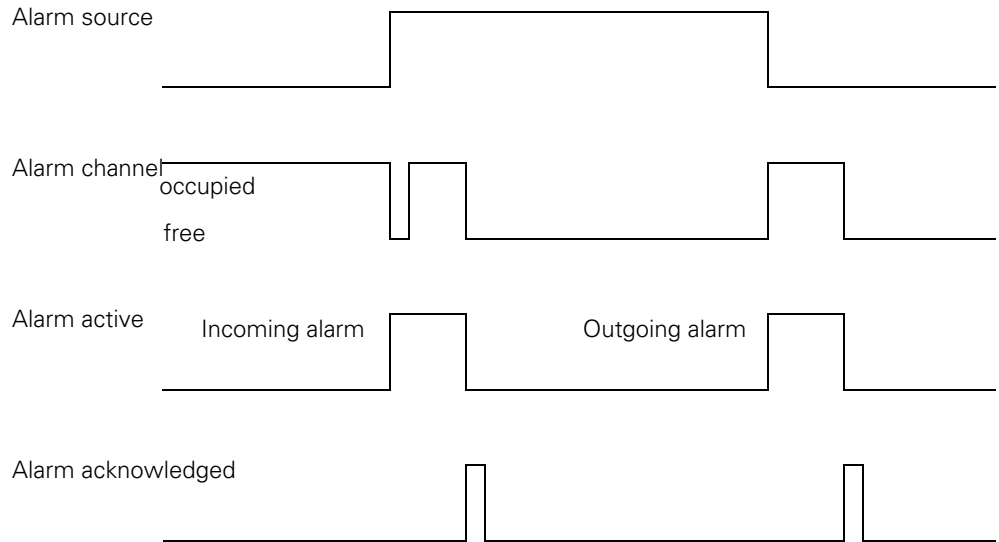 Alarm source
Alarm channel
occupied
free
Alarm active
Incoming alarm
Outgoing alarm
Alarm acknowledged